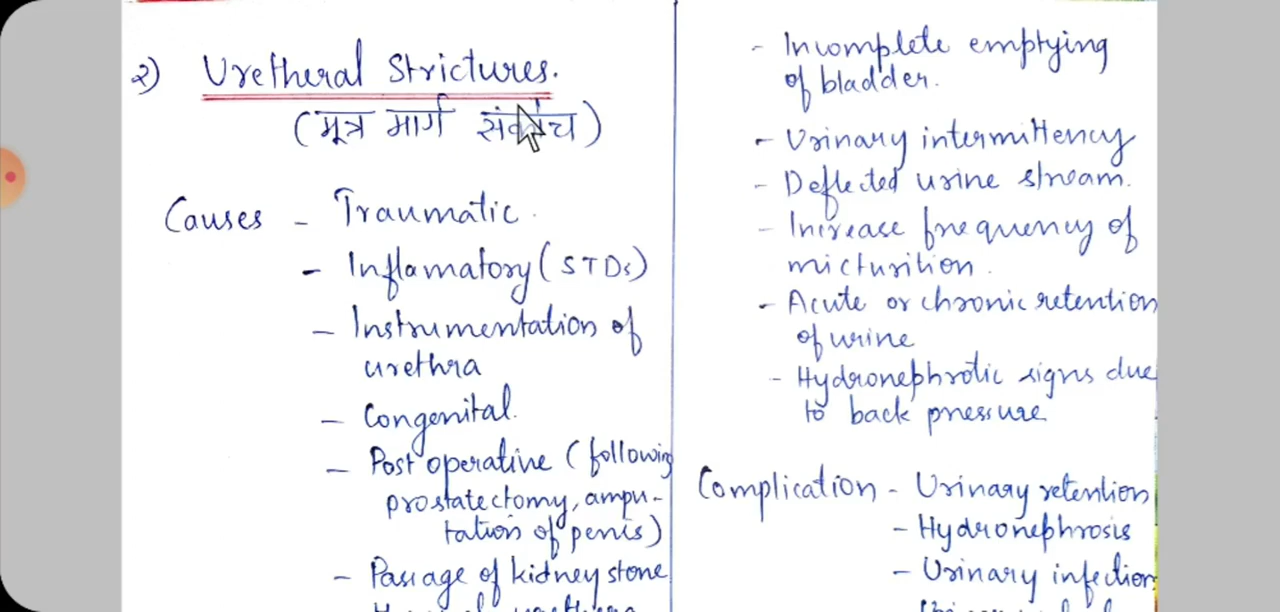 २) Uretheral Strictures.
(मूत्र मार्ग संकोच)
Causes - Traumatic.
- Inflamatory (STDs)
- Instrumentation of
urethra
- Congenital.
- Post operative (following
prostatectomy, ampu-
tation of penis)
- Passage of kidney stone
- Incomplete emptying
of bladder.
- Urinary intermittency
- Deflected urine stream.
- Increase frequency of
micturition.
- Acute or chronic retention
of urine
- Hydronephrotic signs due
to back pressure
Complication - Urinary retention
- Hydronephrosis
- Urinary infection